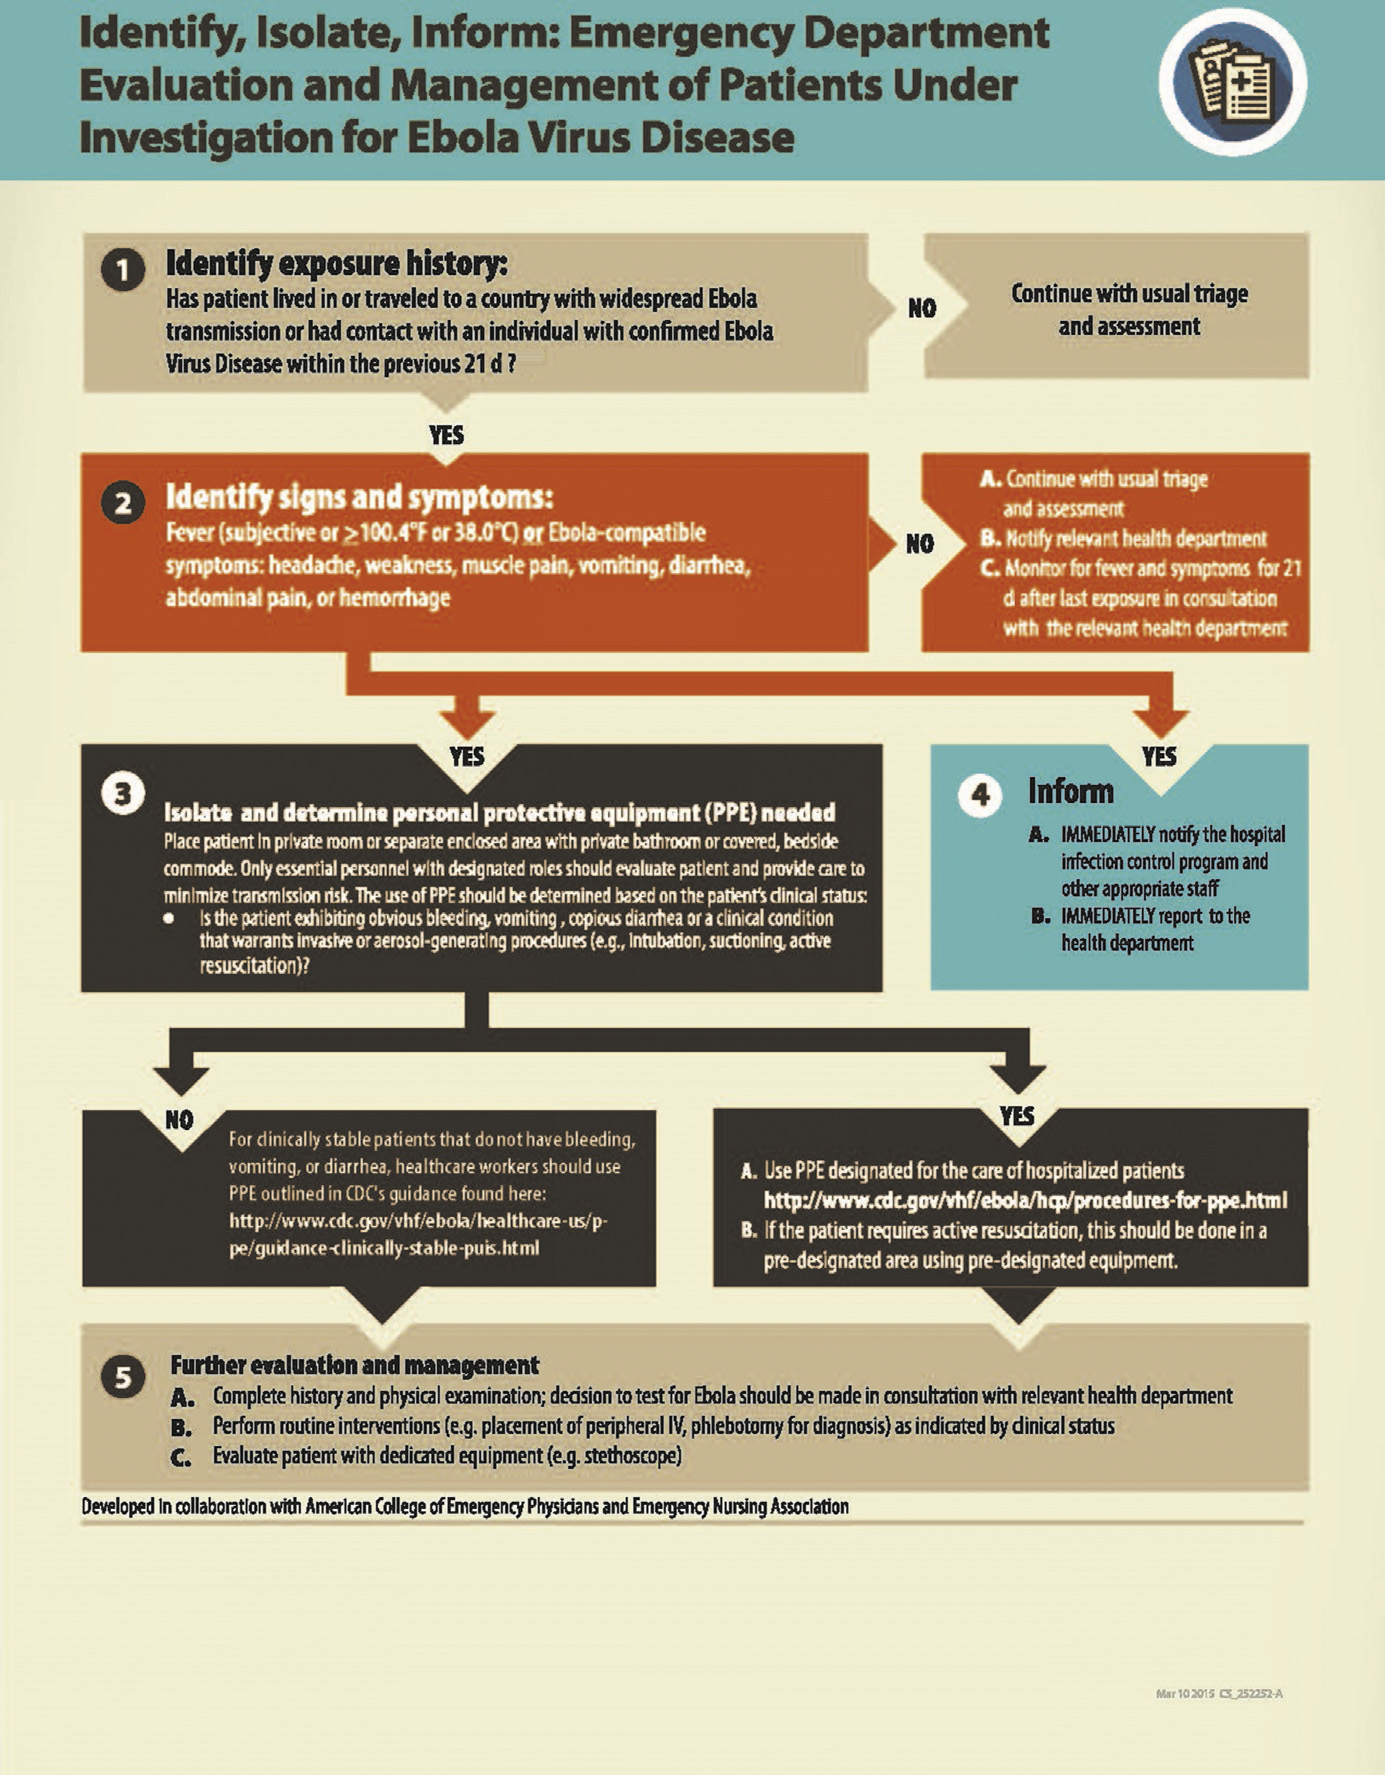 Identify, Isolate, Inform: Emergency Department
Evaluation and Management of Patients Under
Investigation for Ebola Virus Disease
1
Identify exposure history:
Has patient lived in or traveled to a country with widespread Ebola
transmission or had contact with an individual with confirmed Ebola
Virus Disease within the previous 21 d ?
NO
Continue with usual triage
and assessment
YES
2
Identify signs and symptoms:
Fever (subjective or ≥100.4°F or 38.0°C) or Ebola-compatible
symptoms: headache, weakness, muscle pain, vomiting, diarrhea,
abdominal pain, or hemorrhage
NO
A. Continue with usual triage
and assessment
B. Notify relevant health department
C. Monitor for fever and symptoms for 21
d after last exposure in consultation
with the relevant health department
YES
3
Isolate and determine personal protective equipment (PPE) needed
Place patient in private room or separate enclosed area with private bathroom or covered, bedside
commode. Only essential personnel with designated roles should evaluate patient and provide care to
minimize transmission risk. The use of PPE should be determined based on the patient's clinical status:
● Is the patient exhibiting obvious bleeding, vomiting , copious diarrhea or a clinical condition
that warrants invasive or aerosol-generating procedures (e.g., intubation, suctioning, active
resuscitation)?
YES
4
Inform
A. IMMEDIATELY notify the hospital
infection control program and
other appropriate staff
B. IMMEDIATELY report to the
health department
NO
For clinically stable patients that do not have bleeding,
vomiting, or diarrhea, healthcare workers should use
PPE outlined in CDC's guidance found here:
http://www.cdc.gov/vhf/ebola/healthcare-us/p-
pe/guidance-clinically-stable-puis.html
YES
A. Use PPE designated for the care of hospitalized patients
http://www.cdc.gov/vhf/ebola/hcp/procedures-for-ppe.html
B. If the patient requires active resuscitation, this should be done in a
pre-designated area using pre-designated equipment.
5
Further evaluation and management
A. Complete history and physical examination; decision to test for Ebola should be made in consultation with relevant health department
B. Perform routine interventions (e.g. placement of peripheral IV, phlebotomy for diagnosis) as indicated by clinical status
C. Evaluate patient with dedicated equipment (e.g. stethoscope)
Developed in collaboration with American College of Emergency Physicians and Emergency Nursing Association
Mar 10 2015 CS_252252-A